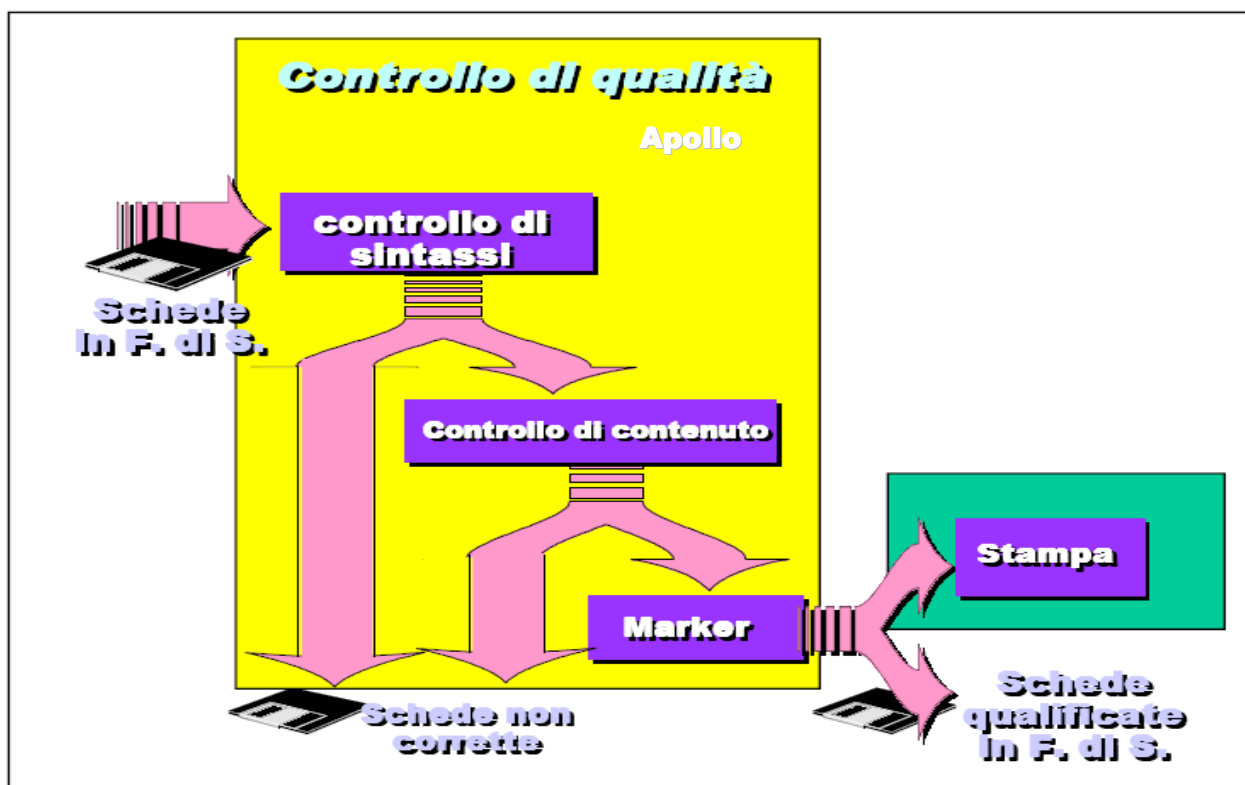 Controllo di qualità
Apollo
controllo di
sintassi
Schede
in F. di S.
Controllo di contenuto
Stampa
Marker
Schede non
corrette
Schede
qualificate
in F. di S.